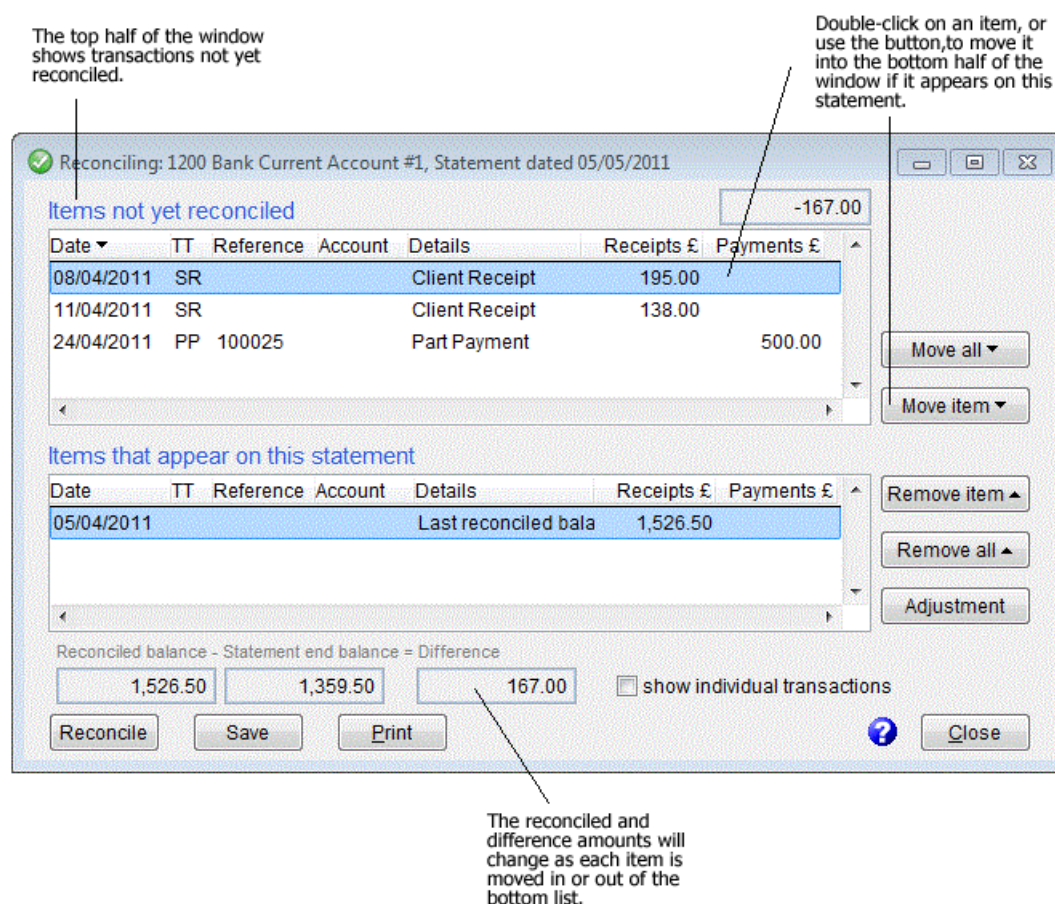 The top half of the window
shows transactions not yet
reconciled.
Double-click on an item, or
use the button,to move it
into the bottom half of the
window if it appears on this
statement.
Reconciling: 1200 Bank Current Account #1, Statement dated 05/05/2011
Items not yet reconciled -167.00
Date TT Reference Account Details Receipts £ Payments £
08/04/2011 SR Client Receipt 195.00
11/04/2011 SR Client Receipt 138.00
24/04/2011 PP 100025 Part Payment 500.00
Move all
Move item
Items that appear on this statement
Date TT Reference Account Details Receipts £ Payments £
05/04/2011 Last reconciled bala 1,526.50
Remove item
Remove all
Adjustment
Reconciled balance - Statement end balance = Difference
1,526.50 1,359.50 167.00 show individual transactions
Reconcile Save Print ? Close
The reconciled and
difference amounts will
change as each item is
moved in or out of the
bottom list.